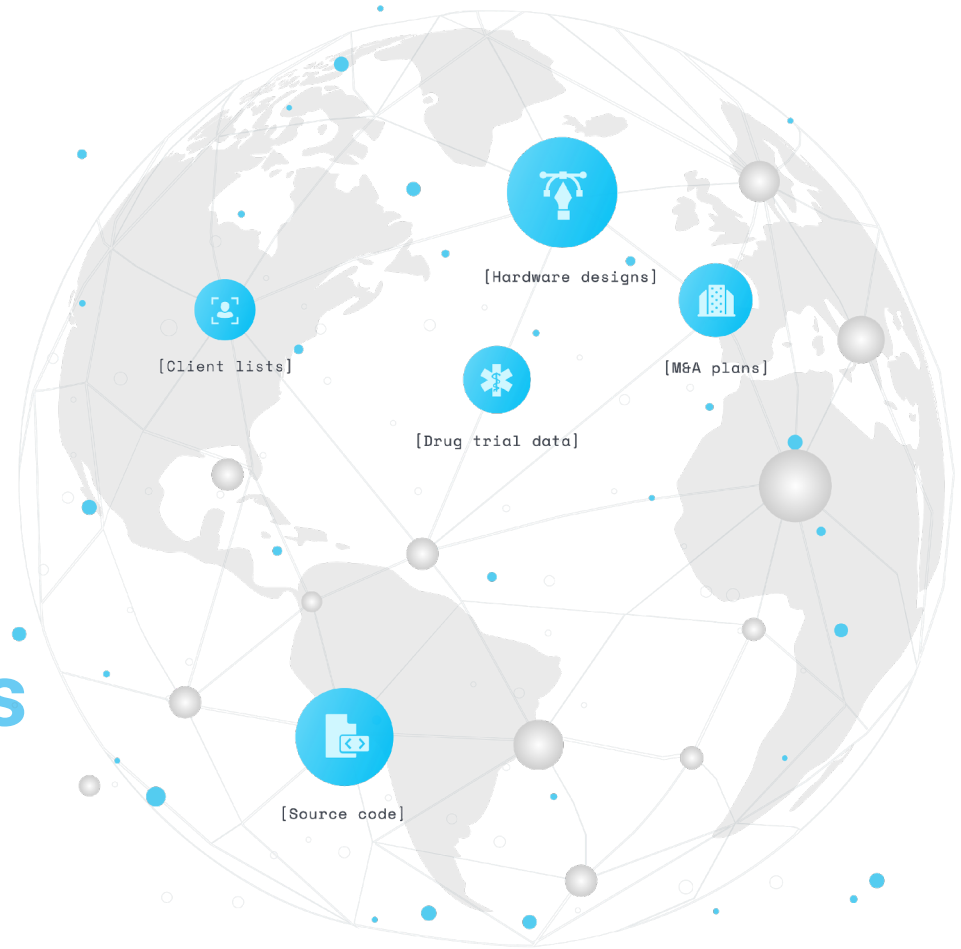 [Hardware designs]
[Client lists]
[M&A plans]
[Drug trial data]
s
[Source code]